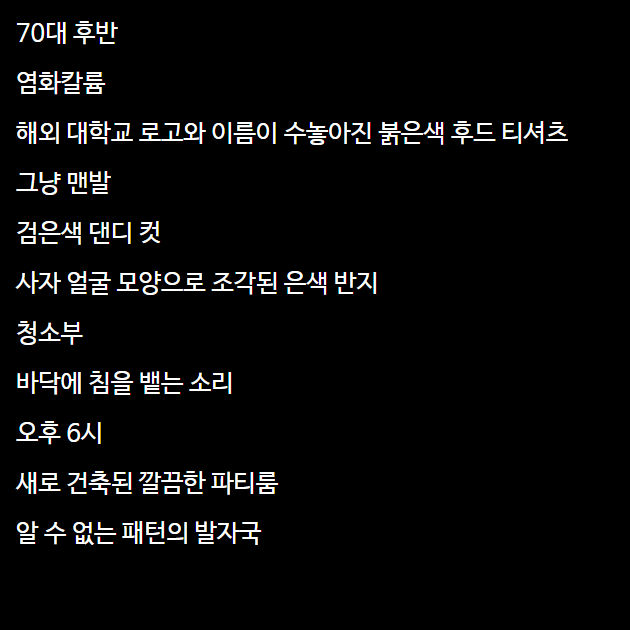 70대 후반
염화칼륨
해외 대학교 로고와 이름이 수놓아진 붉은색 후드 티셔츠
그냥 맨발
검은색 댄디 컷
사자 얼굴 모양으로 조각된 은색 반지
청소부
바닥에 침을 뱉는 소리
오후 6시
새로 건축된 깔끔한 파티룸
알 수 없는 패턴의 발자국